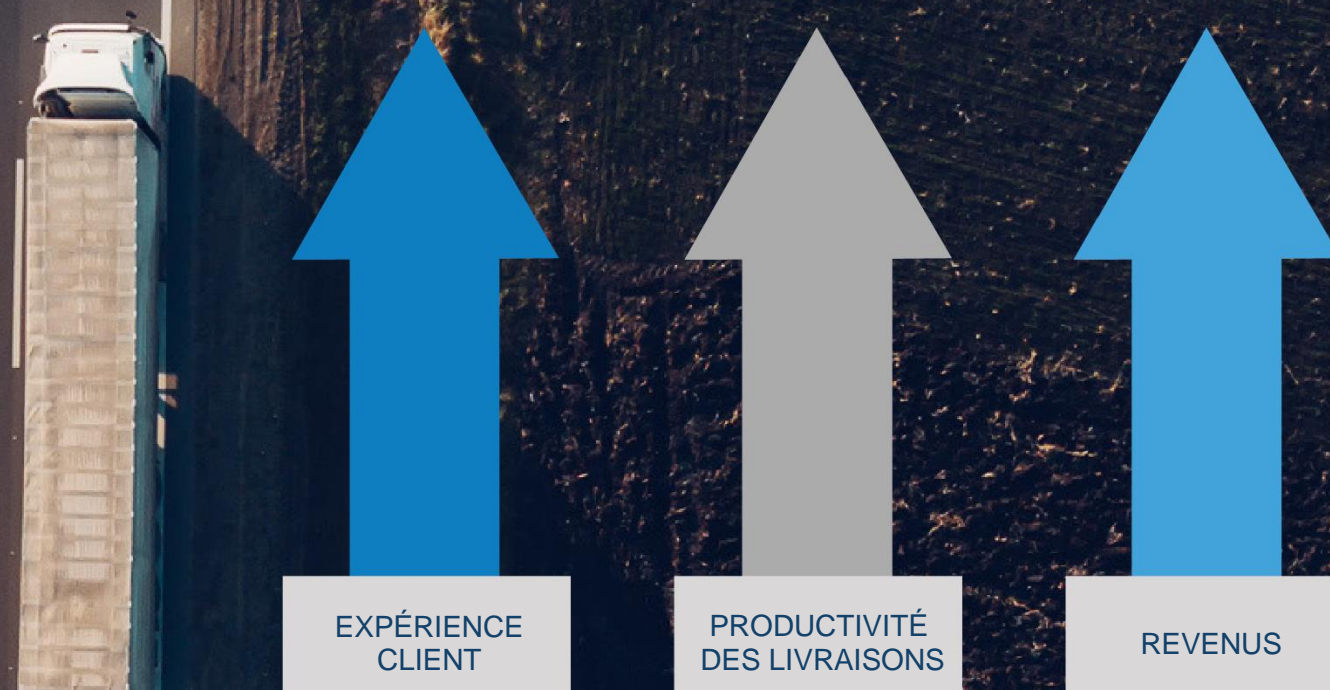 EXPÉRIENCE
CLIENT
PRODUCTIVITÉ
DES LIVRAISONS
REVENUS